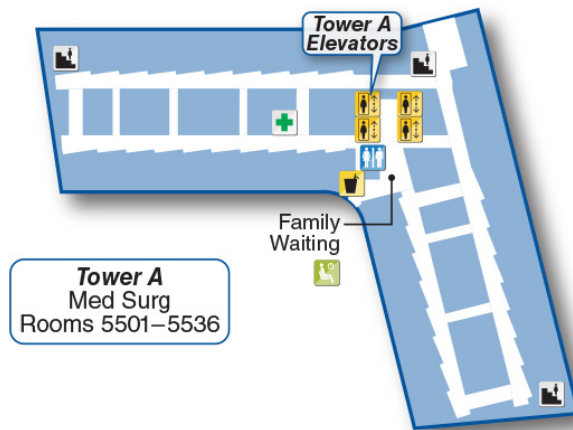 Tower A
Elevators
Family
Waiting
Tower A
Med Surg
Rooms 5501–5536